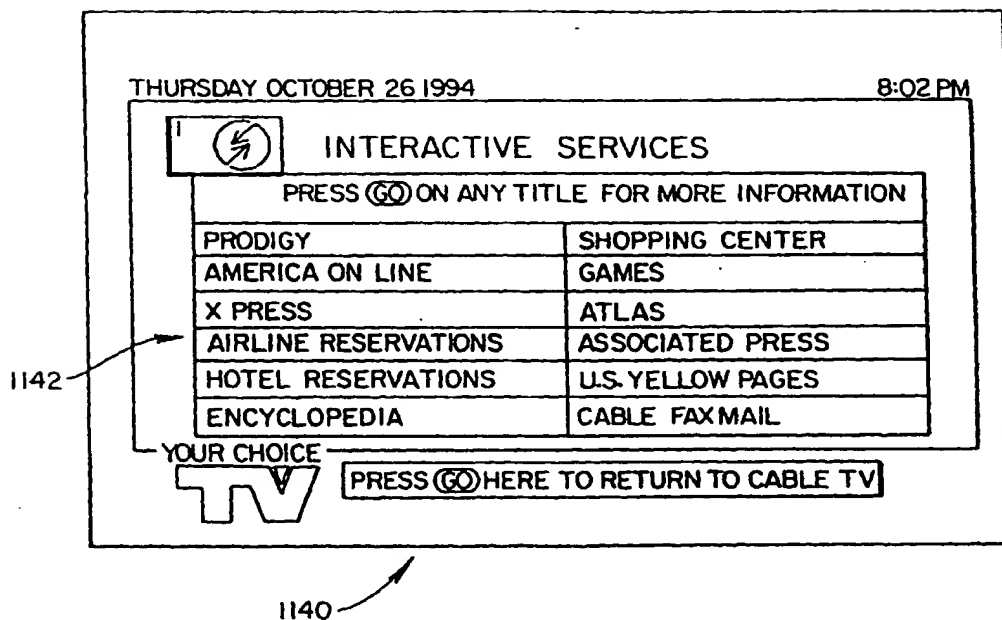 THURSDAY OCTOBER 26 1994 8:02 PM
1 INTERACTIVE SERVICES
PRESS GO ON ANY TITLE FOR MORE INFORMATION
PRODIGY SHOPPING CENTER
AMERICA ON LINE GAMES
X PRESS ATLAS
AIRLINE RESERVATIONS ASSOCIATED PRESS
1142
HOTEL RESERVATIONS U.S. YELLOW PAGES
ENCYCLOPEDIA CABLE FAXMAIL
YOUR CHOICE
TV PRESS GO HERE TO RETURN TO CABLE TV
1140